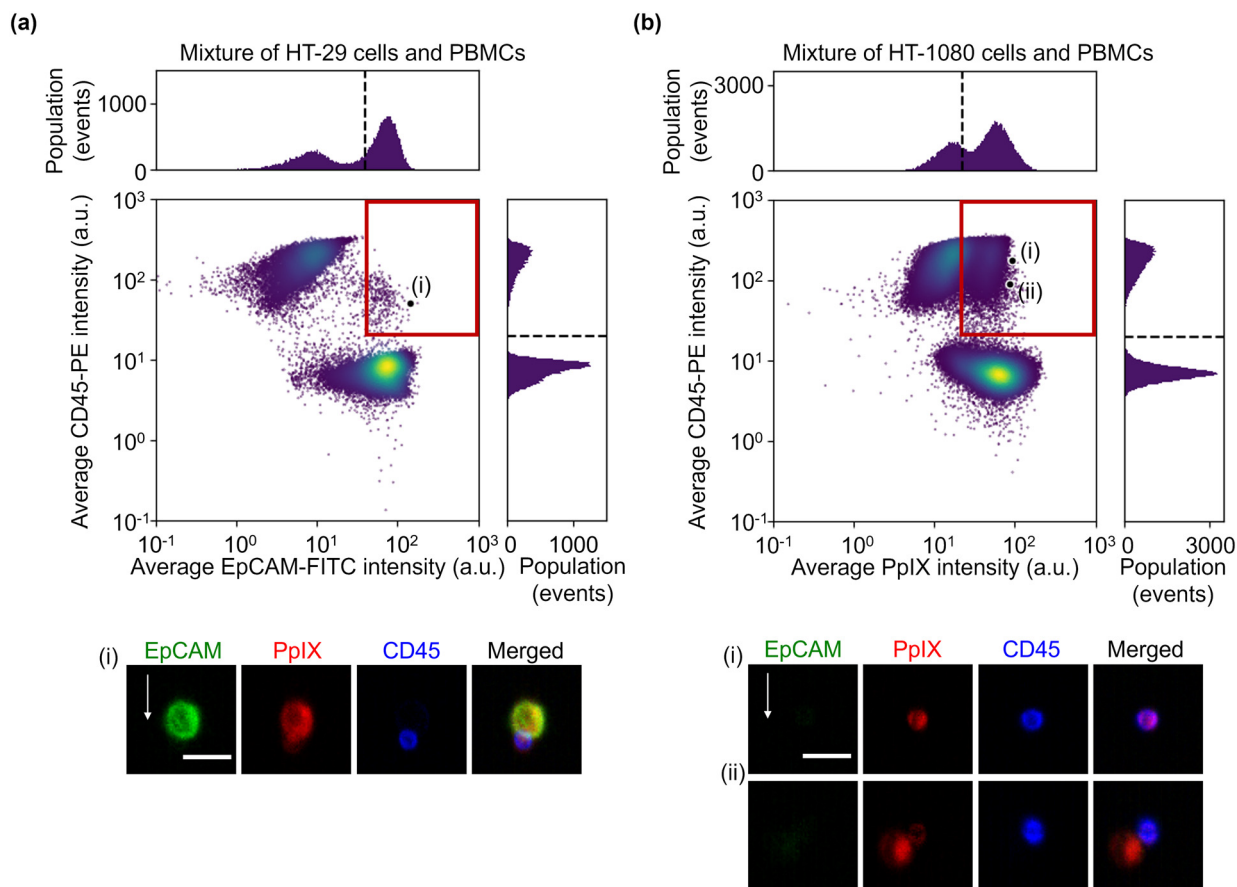 (a)
Mixture of HT-29 cells and PBMCs
Population
(events)
1000
0
Average CD45-PE intensity (a.u.)
10³
10²
10¹
10⁰
10⁻¹
(i)
10⁻¹ 10⁰ 10¹ 10² 10³
Average EpCAM-FITC intensity (a.u.)
0 1000
Population
(events)
(i)
EpCAM PpIX CD45 Merged
(b)
Mixture of HT-1080 cells and PBMCs
Population
(events)
3000
0
Average CD45-PE intensity (a.u.)
10³
10²
10¹
10⁰
10⁻¹
(i)
(ii)
10⁻¹ 10⁰ 10¹ 10² 10³
Average PpIX intensity (a.u.)
0 3000
Population
(events)
(i)
EpCAM PpIX CD45 Merged
(ii)